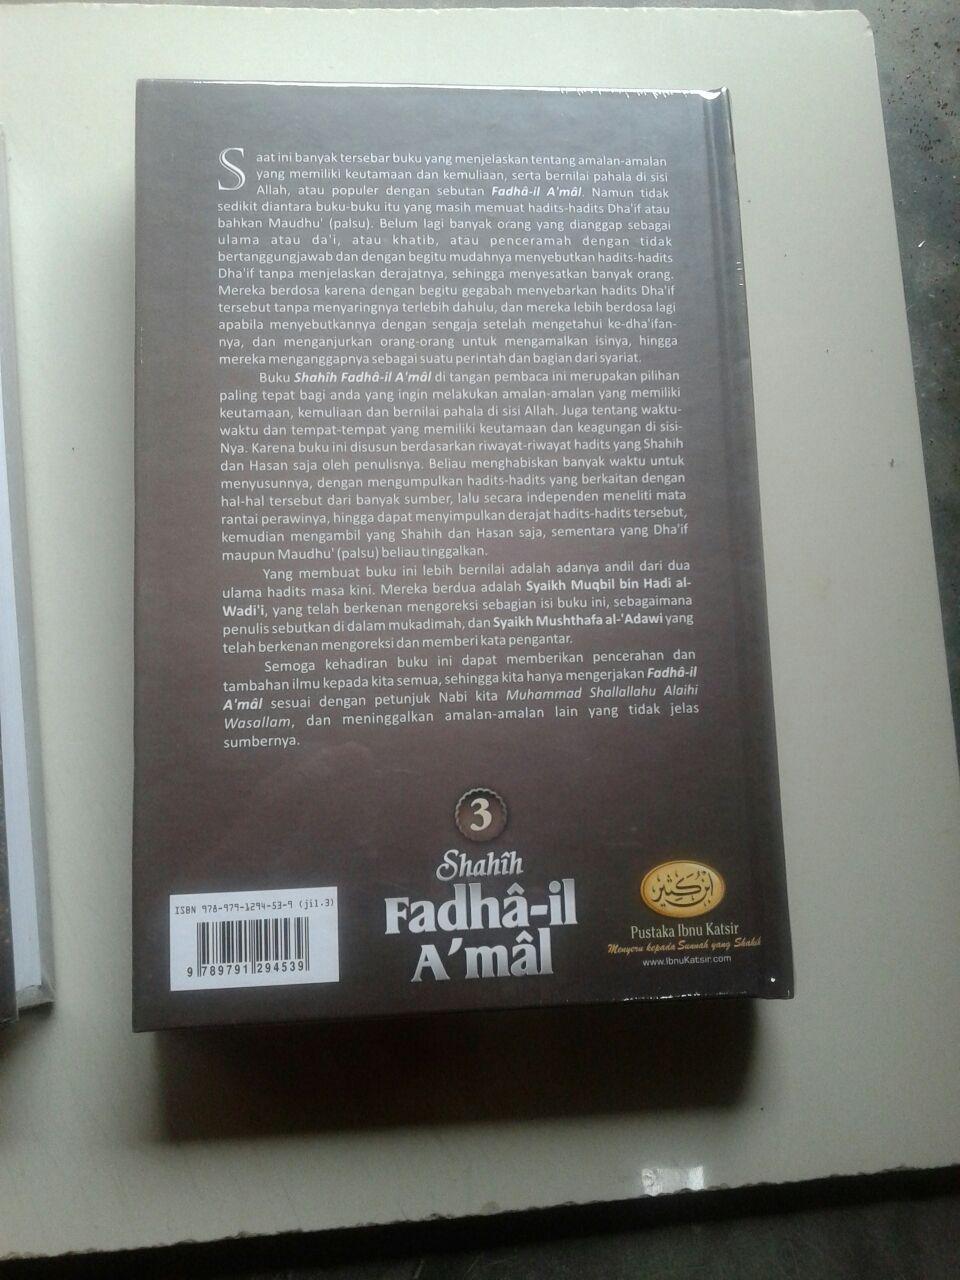 Saat ini banyak tersebar buku yang menjelaskan tentang amalan-amalan
yang memiliki keutamaan dan kemuliaan, serta bernilai pahala di sisi
Allah, atau populer dengan sebutan Fadhâ-il A'mâl. Namun tidak
sedikit diantara buku-buku itu yang masih memuat hadits-hadits Dha'if atau
bahkan Maudhu' (palsu). Belum lagi banyak orang yang dianggap sebagai
ulama atau da'i, atau khatib, atau penceramah dengan tidak
bertanggungjawab dan dengan begitu mudahnya menyebutkan hadits-hadits
Dha'if tanpa menjelaskan derajatnya, sehingga menyesatkan banyak orang.
Mereka berdosa karena dengan begitu gegabah menyebarkan hadits Dha'if
tersebut tanpa menyaringnya terlebih dahulu, dan mereka lebih berdosa lagi
apabila menyebutkannya dengan sengaja setelah mengetahui ke-dha'ifan-
nya, dan menganjurkan orang-orang untuk mengamalkan isinya, hingga
mereka menganggapnya sebagai suatu perintah dan bagian dari syariat.
Buku Shahîh Fadhâ-il A'mâl di tangan pembaca ini merupakan pilihan
paling tepat bagi anda yang ingin melakukan amalan-amalan yang memiliki
keutamaan, kemuliaan dan bernilai pahala di sisi Allah. Juga tentang waktu-
waktu dan tempat-tempat yang memiliki keutamaan dan keagungan di sisi-
Nya. Karena buku ini disusun berdasarkan riwayat-riwayat hadits yang Shahih
dan Hasan saja oleh penulisnya. Beliau menghabiskan banyak waktu untuk
menyusunnya, dengan mengumpulkan hadits-hadits yang berkaitan dengan
hal-hal tersebut dari banyak sumber, lalu secara independen meneliti mata
rantai perawinya, hingga dapat menyimpulkan derajat hadits-hadits tersebut,
kemudian mengambil yang Shahih dan Hasan saja, sementara yang Dha'if
maupun Maudhu' (palsu) beliau tinggalkan.
Yang membuat buku ini lebih bernilai adalah adanya andil dari dua
ulama hadits masa kini. Mereka berdua adalah Syaikh Muqbil bin Hadi al-
Wadi'i, yang telah berkenan mengoreksi sebagian isi buku ini, sebagaimana
penulis sebutkan di dalam mukadimah, dan Syaikh Mushthafa al-'Adawi yang
telah berkenan mengoreksi dan memberi kata pengantar.
Semoga kehadiran buku ini dapat memberikan pencerahan dan
tambahan ilmu kepada kita semua, sehingga kita hanya mengerjakan Fadhâ-il
A'mâl sesuai dengan petunjuk Nabi kita Muhammad Shallallahu Alaihi
Wasallam, dan meninggalkan amalan-amalan lain yang tidak jelas
sumbernya.
3
Shahîh
Fadhâ-il
A'mâl
ISBN 978-979-1294-53-9 (jil.3)
9 789791 294539
ابن كثير
Pustaka Ibnu Katsir
Menyeru kepada Sunnah yang Shahih
www.IbnuKatsir.com